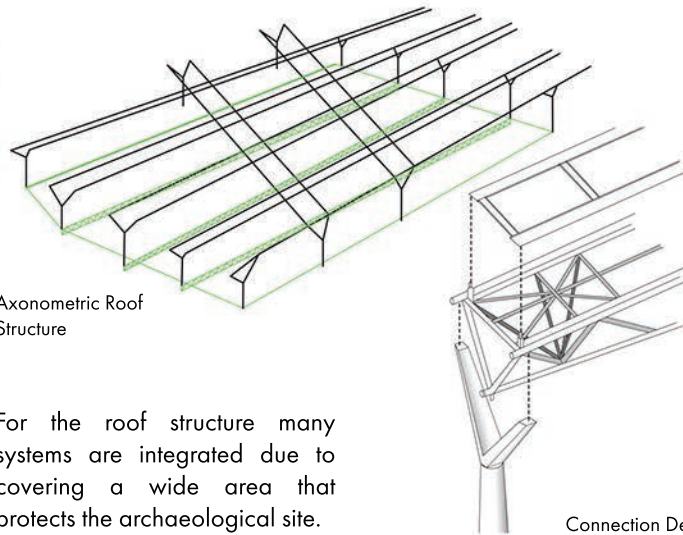 Axonometric Roof
Structure
For the roof structure many
systems are integrated due to
covering a wide area that
protects the archaeological site.
Connection De